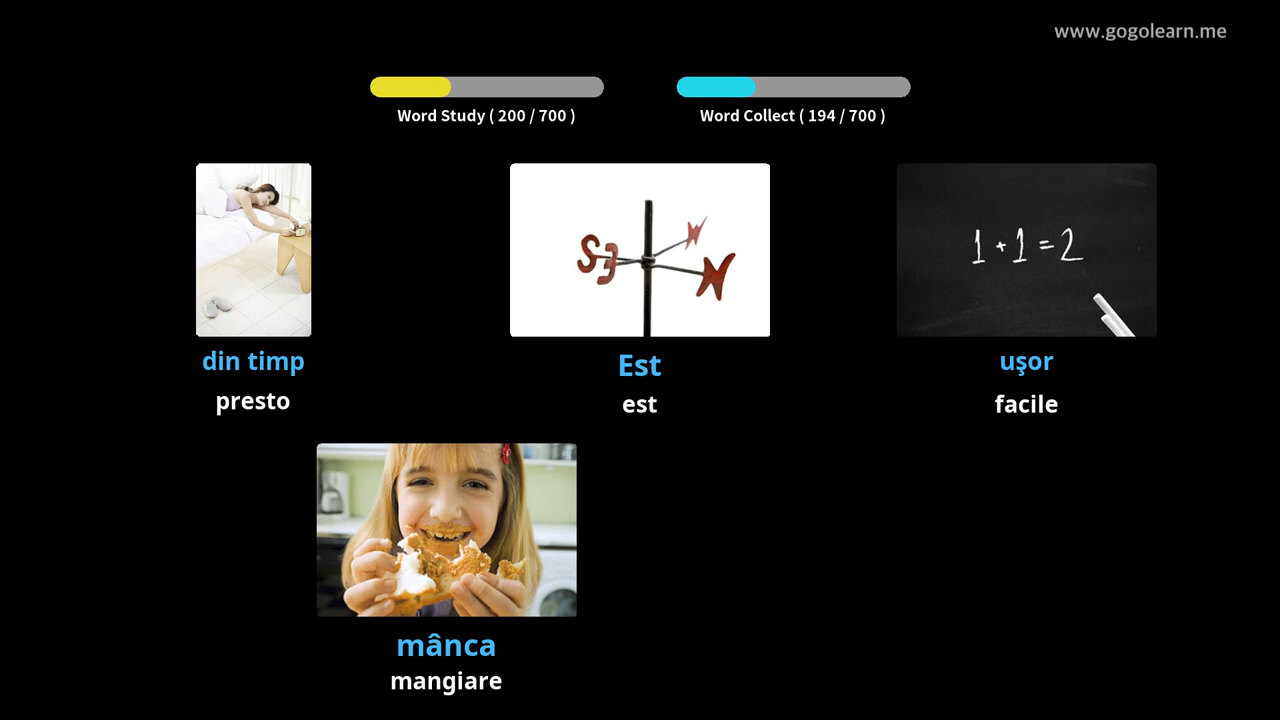 www.gogolearn.me
Word Study ( 200 / 700 )
Word Collect ( 194 / 700 )
S
E
N
W
1 + 1 = 2
din timp
presto
Est
est
uşor
facile
mânca
mangiare